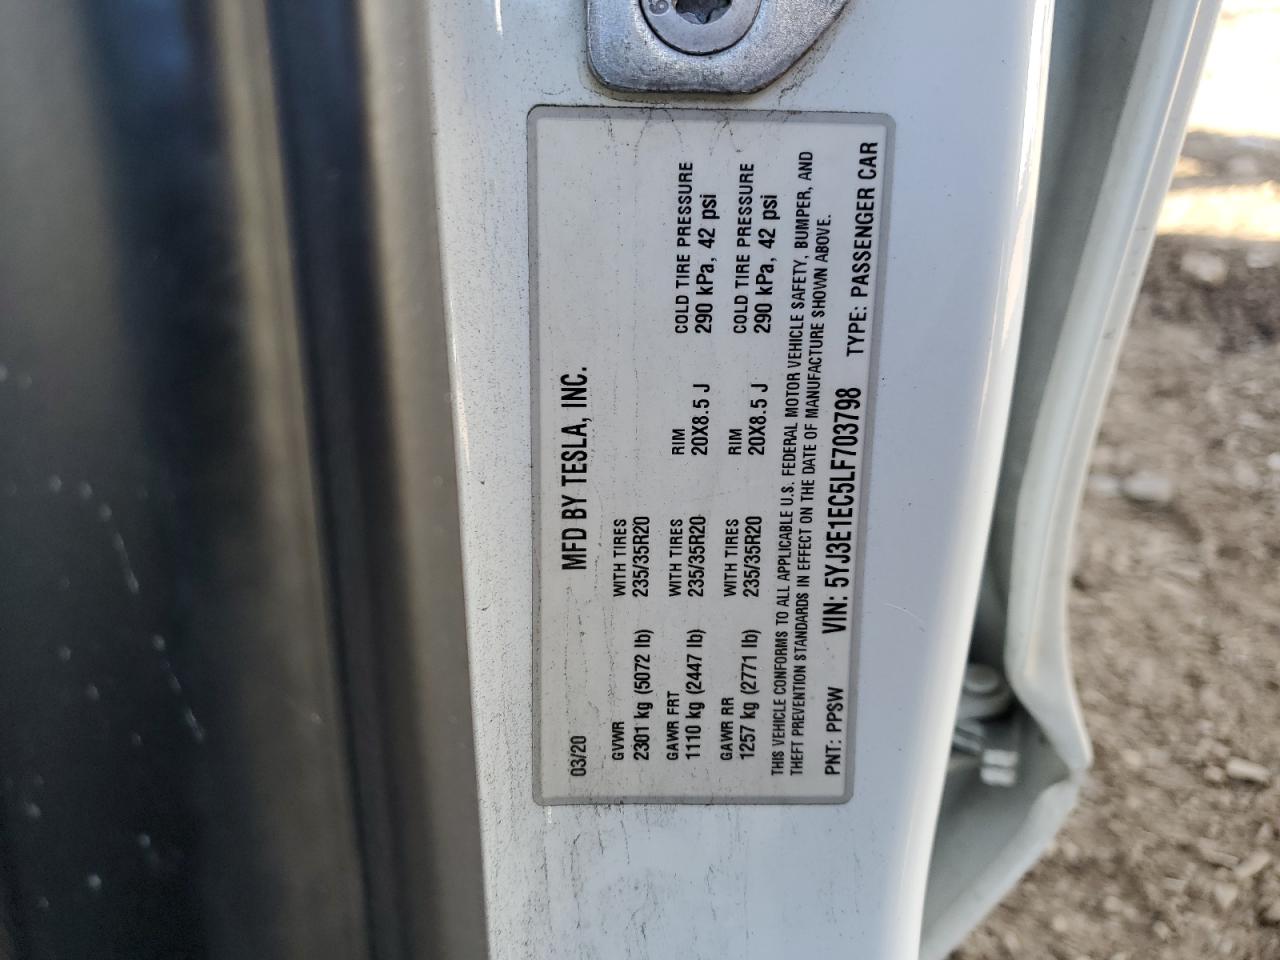 03/20 MFD BY TESLA, INC.
GVWR WITH TIRES
2301 kg (5072 lb) 235/35R20
GAWR FRT WITH TIRES RIM COLD TIRE PRESSURE
1110 kg (2447 lb) 235/35R20 20X8.5 J 290 kPa, 42 psi
GAWR RR WITH TIRES RIM COLD TIRE PRESSURE
1257 kg (2771 lb) 235/35R20 20X8.5 J 290 kPa, 42 psi
THIS VEHICLE CONFORMS TO ALL APPLICABLE U.S. FEDERAL MOTOR VEHICLE SAFETY, BUMPER, AND
THEFT PREVENTION STANDARDS IN EFFECT ON THE DATE OF MANUFACTURE SHOWN ABOVE.
PNT: PPSW VIN: 5YJ3E1EC5LF703798 TYPE: PASSENGER CAR